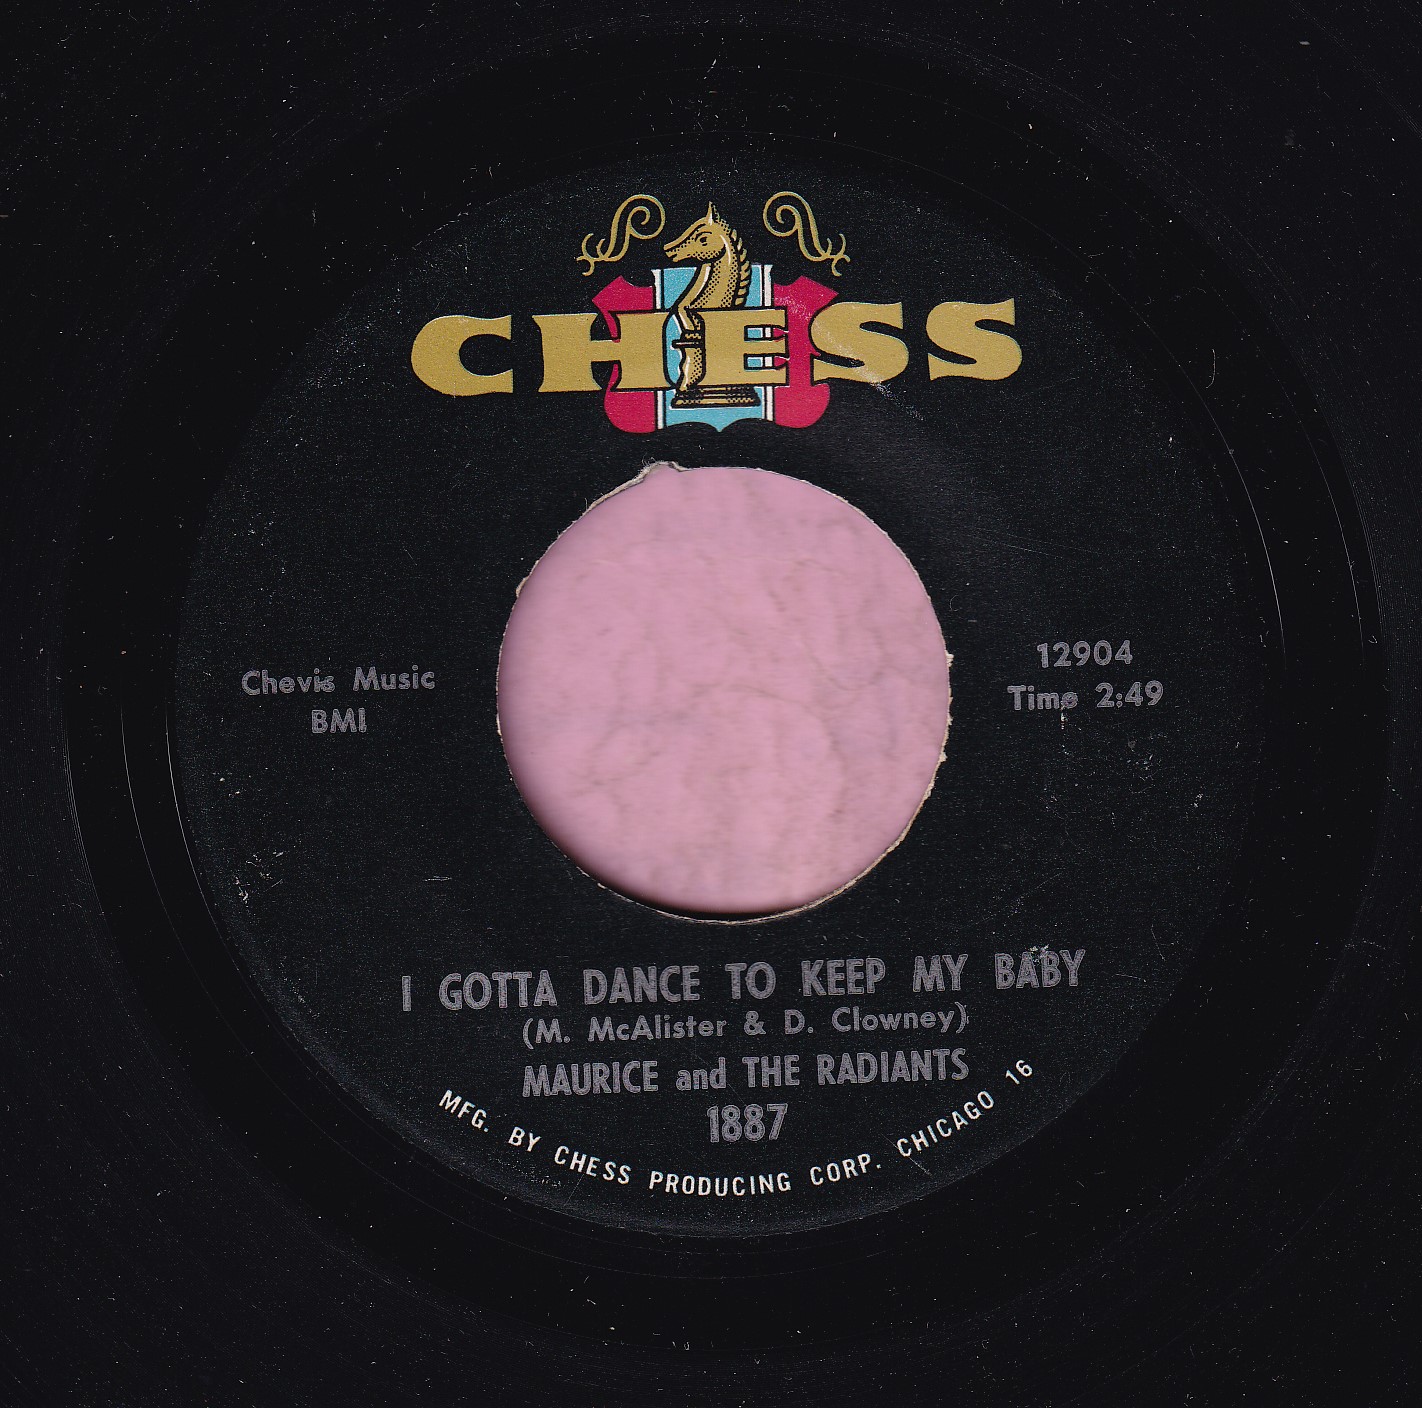 CHESS
Chevis Music
BMI
12904
Time 2:49
I GOTTA DANCE TO KEEP MY BABY
(M. McAlister & D. Clowney)
MAURICE and THE RADIANTS
1887
MFG. BY CHESS PRODUCING CORP. CHICAGO 16